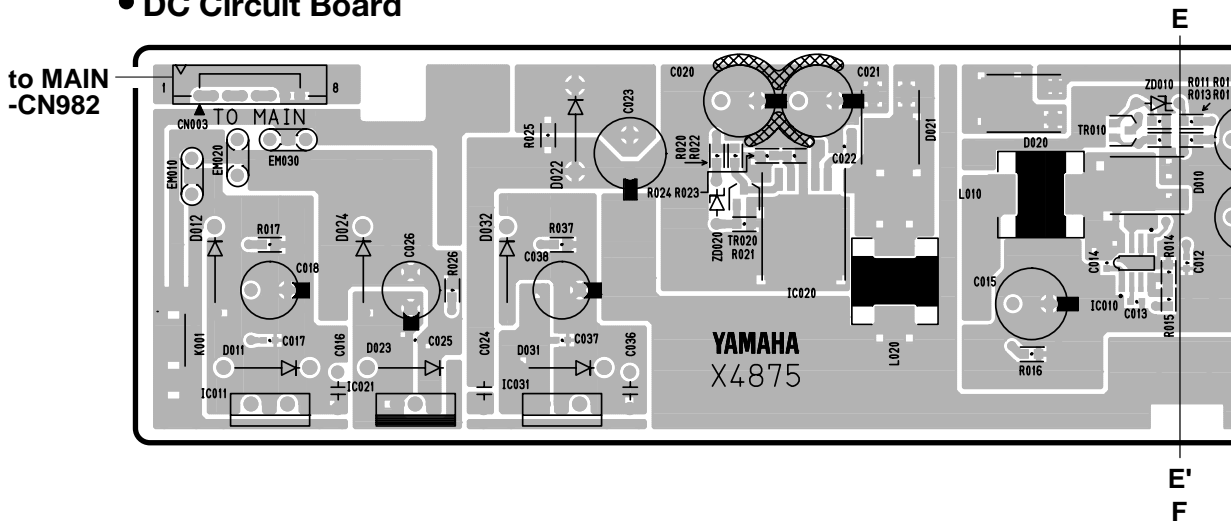 • DC Circuit Board
E
to MAIN
-CN982
1
8
CN003
TO MAIN
EM010
EM020
EM030
R025
D022
C023
C020
C021
D021
R020
R022
C022
R024
R023
ZD020
TR020
R021
ZD010
R011
R013
TR010
D020
D010
L010
D012
R017
C018
D024
C026
R026
D032
R037
C038
IC020
C015
C014
R014
C012
IC010
C013
R015
K001
D011
C017
C016
D023
C025
C024
D031
C037
C036
L020
R016
IC011
IC021
IC031
YAMAHA
X4875
E'
F